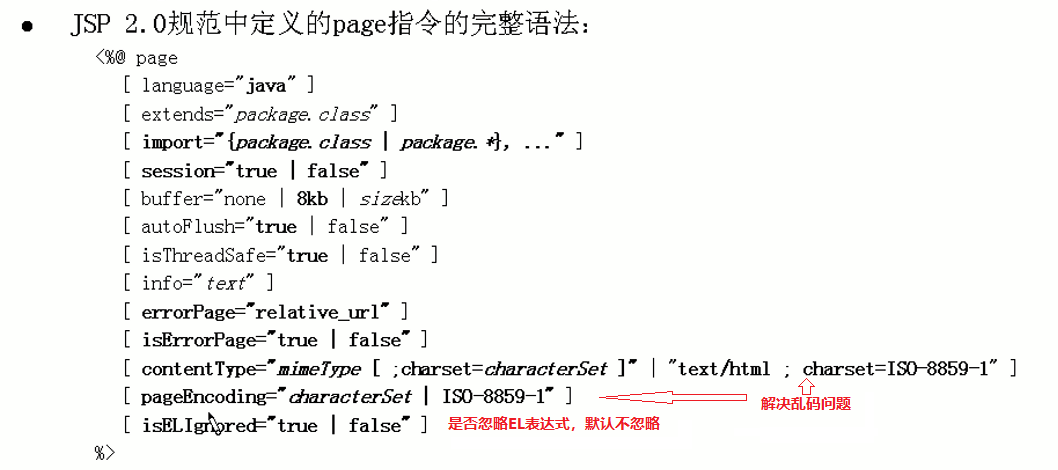 ● JSP 2.0规范中定义的page指令的完整语法:
<%@ page
[ language="java" ]
[ extends="package.class" ]
[ import="{package.class | package.*}, ..." ]
[ session="true | false" ]
[ buffer="none | 8kb | sizekb" ]
[ autoFlush="true | false" ]
[ isThreadSafe="true | false" ]
[ info="text" ]
[ errorPage="relative_url" ]
[ isErrorPage="true | false" ]
[ contentType="mimeType [ ;charset=characterSet ]" | "text/html ; charset=ISO-8859-1" ]
[ pageEncoding="characterSet | ISO-8859-1" ] 解决乱码问题
[ isELIgnored="true | false" ] 是否忽略EL表达式，默认不忽略
%>